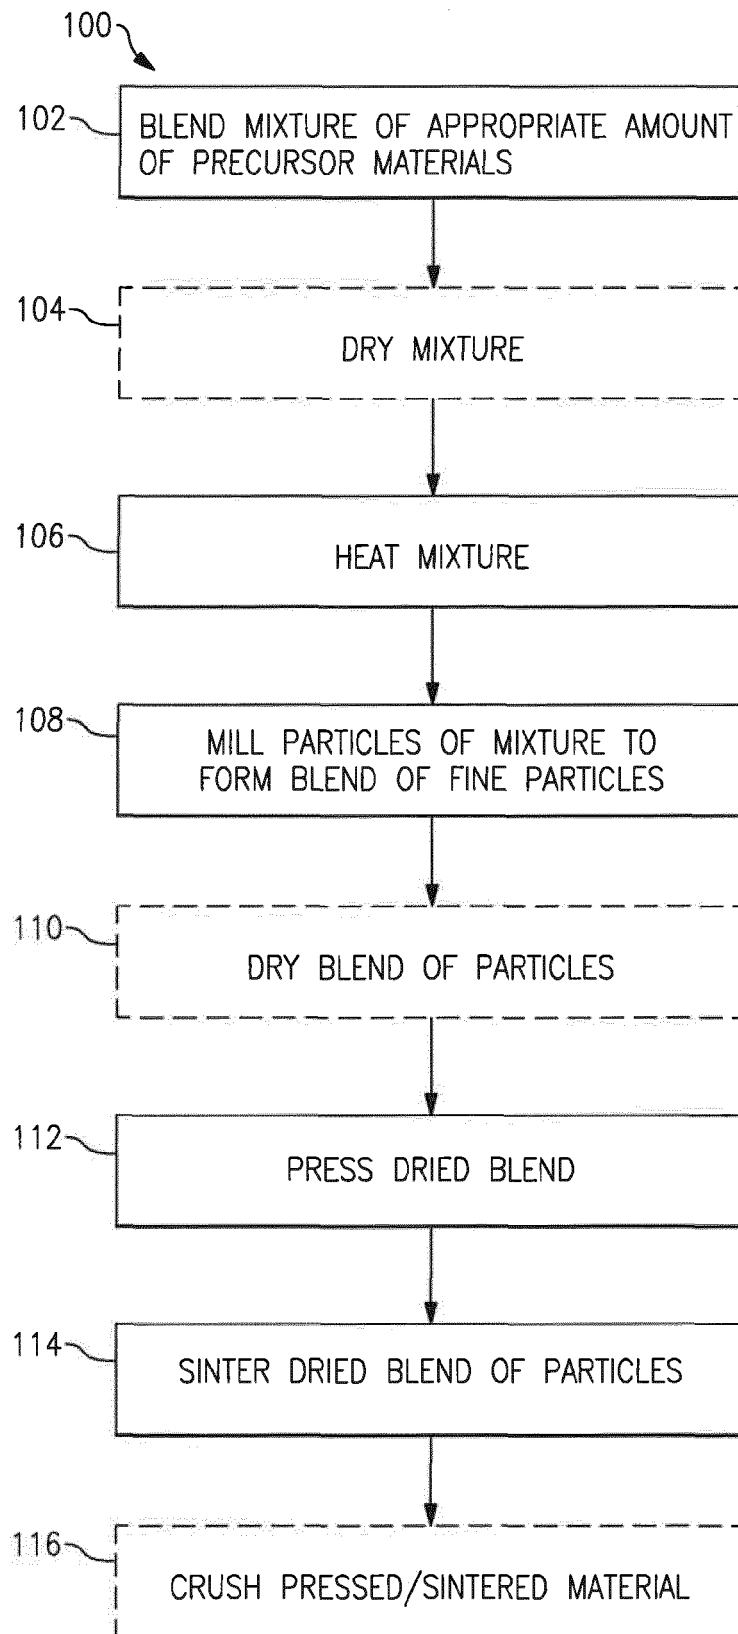 100
102
BLEND MIXTURE OF APPROPRIATE AMOUNT
OF PRECURSOR MATERIALS
104
DRY MIXTURE
106
HEAT MIXTURE
108
MILL PARTICLES OF MIXTURE TO
FORM BLEND OF FINE PARTICLES
110
DRY BLEND OF PARTICLES
112
PRESS DRIED BLEND
114
SINTER DRIED BLEND OF PARTICLES
116
CRUSH PRESSED/SINTERED MATERIAL